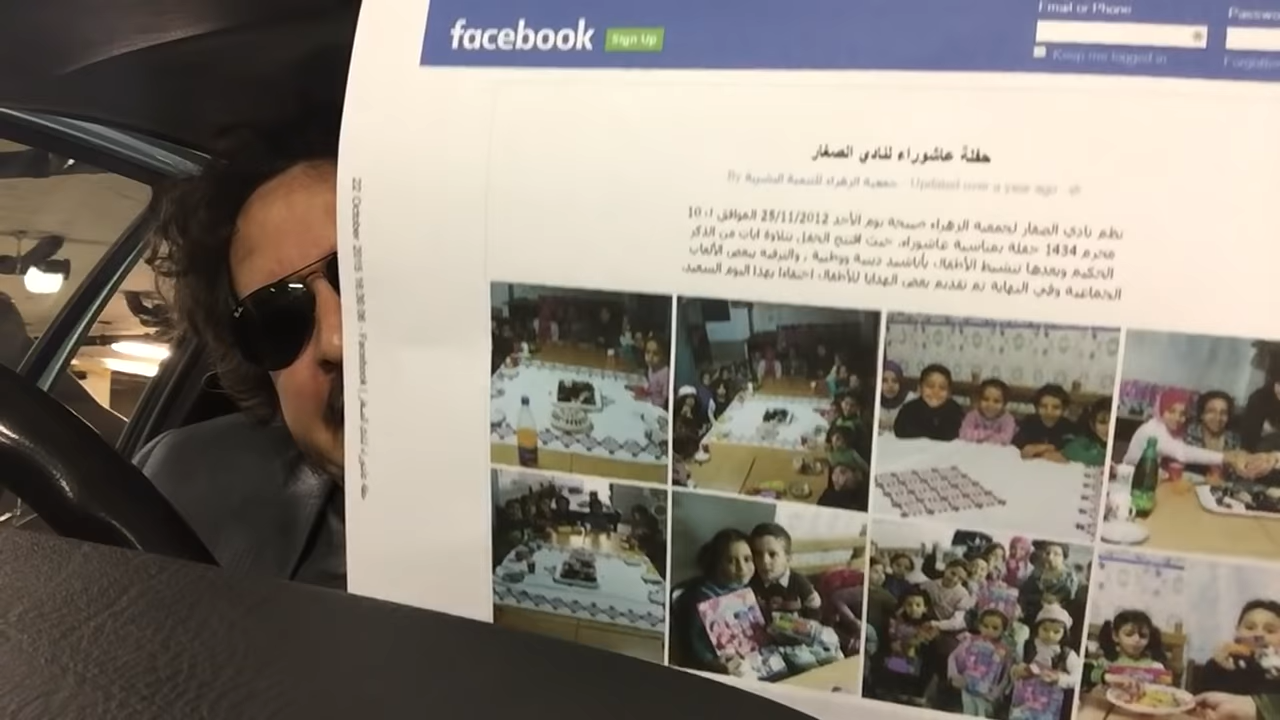 facebook Sign Up
Email or Phone
Keep me logged in
حفلة عاشوراء لنادي الصغار
By جمعية الزهراء للتنمية البشرية · Updated over a year ago ·
نظم نادي الصغار لجمعية الزهراء صبيحة يوم الأحد 25/11/2012 الموافق ل 10
محرم 1434 حفلة بمناسبة عاشوراء، حيث افتتح الحفل بتلاوة آيات من الذكر
الحكيم وبعدها تنشيط الأطفال بأناشيد دينية ووطنية ، والترفيه ببعض الألعاب
الجماعية وفي النهاية تم تقديم بعض الهدايا للأطفال احتفاء بهذا اليوم السعيد.
22 October 2015 - Facebook